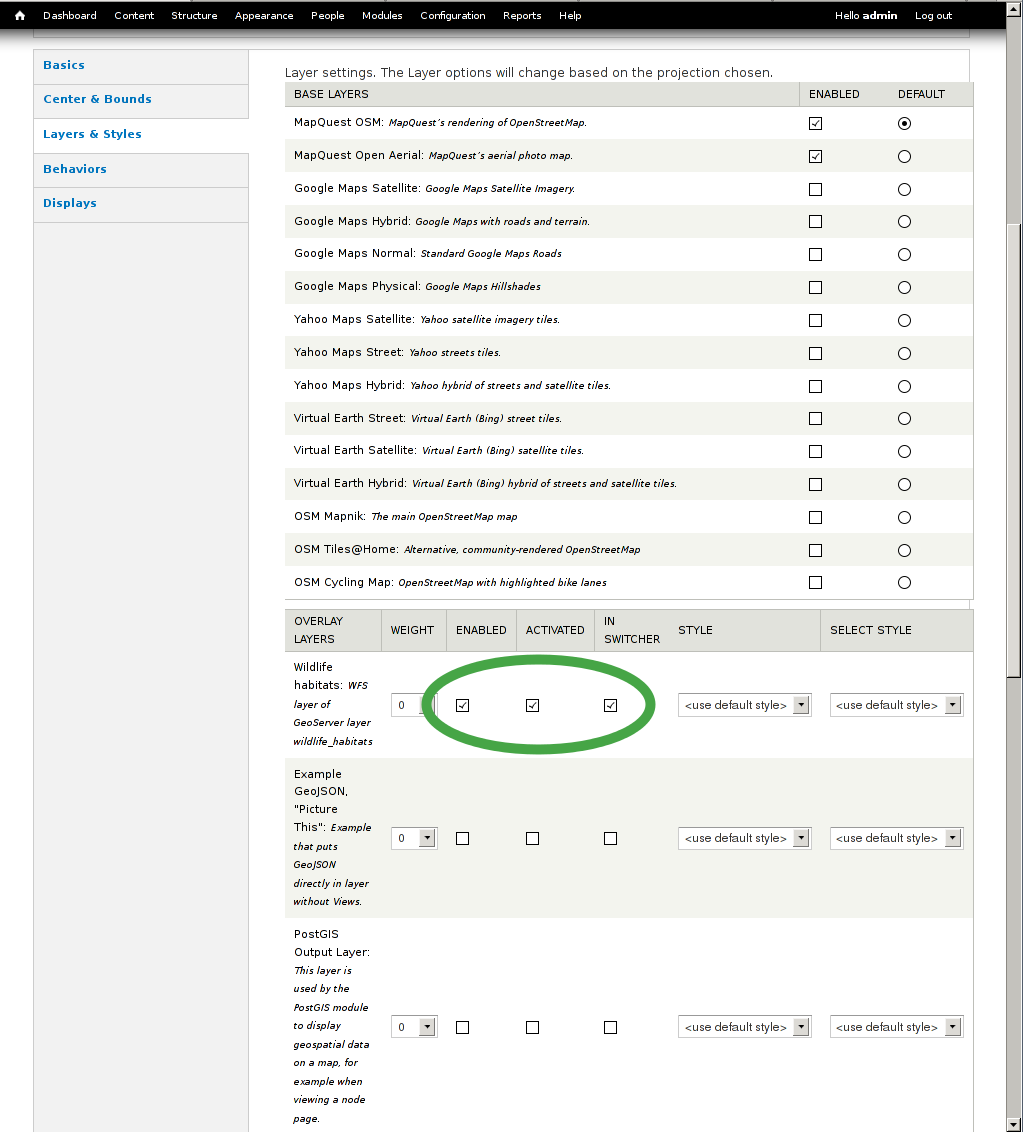 Dashboard Content Structure Appearance People Modules Configuration Reports Help Hello admin Log out
Basics
Center & Bounds
Layers & Styles
Behaviors
Displays
Layer settings. The Layer options will change based on the projection chosen.
BASE LAYERS ENABLED DEFAULT
MapQuest OSM: MapQuest's rendering of OpenStreetMap.
MapQuest Open Aerial: MapQuest's aerial photo map.
Google Maps Satellite: Google Maps Satellite Imagery.
Google Maps Hybrid: Google Maps with roads and terrain.
Google Maps Normal: Standard Google Maps Roads
Google Maps Physical: Google Maps Hillshades
Yahoo Maps Satellite: Yahoo satellite imagery tiles.
Yahoo Maps Street: Yahoo streets tiles.
Yahoo Maps Hybrid: Yahoo hybrid of streets and satellite tiles.
Virtual Earth Street: Virtual Earth (Bing) street tiles.
Virtual Earth Satellite: Virtual Earth (Bing) satellite tiles.
Virtual Earth Hybrid: Virtual Earth (Bing) hybrid of streets and satellite tiles.
OSM Mapnik: The main OpenStreetMap map
OSM Tiles@Home: Alternative, community-rendered OpenStreetMap
OSM Cycling Map: OpenStreetMap with highlighted bike lanes
OVERLAY
LAYERS
WEIGHT ENABLED ACTIVATED
IN
SWITCHER
STYLE SELECT STYLE
Wildlife
habitats: WFS
layer of
GeoServer layer
wildlife_habitats
0 <use default style> <use default style>
Example
GeoJSON,
"Picture
This": Example
that puts
GeoJSON
directly in layer
without Views.
0 <use default style> <use default style>
PostGIS
Output Layer:
This layer is
used by the
PostGIS module
to display
geospatial data
on a map, for
example when
viewing a node
page.
0 <use default style> <use default style>